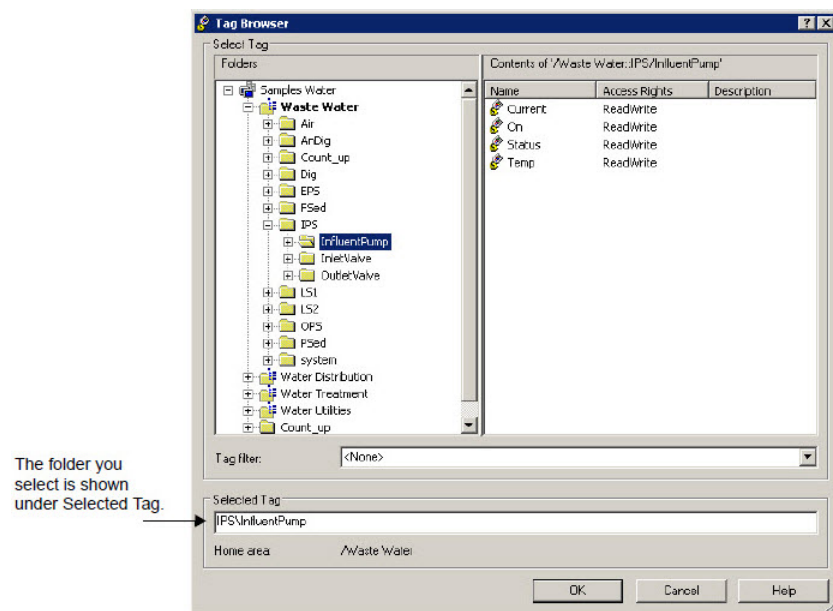 Tag Browser
Select Tag
Folders
Contents of '/Waste Water::IPS/InfluentPump'
Samples Water
Waste Water
Air
AnDig
Count_up
Dig
EPS
FSed
IPS
InfluentPump
InletValve
OutletValve
LS1
LS2
OPS
PSed
system
Water Distribution
Water Treatment
Water Utilities
Count_up
Name Access Rights Description
Current ReadWrite
On ReadWrite
Status ReadWrite
Temp ReadWrite
Tag filter: <None>
The folder you
select is shown
under Selected Tag.
Selected Tag
IPS\InfluentPump
Home area: /Waste Water
OK Cancel Help